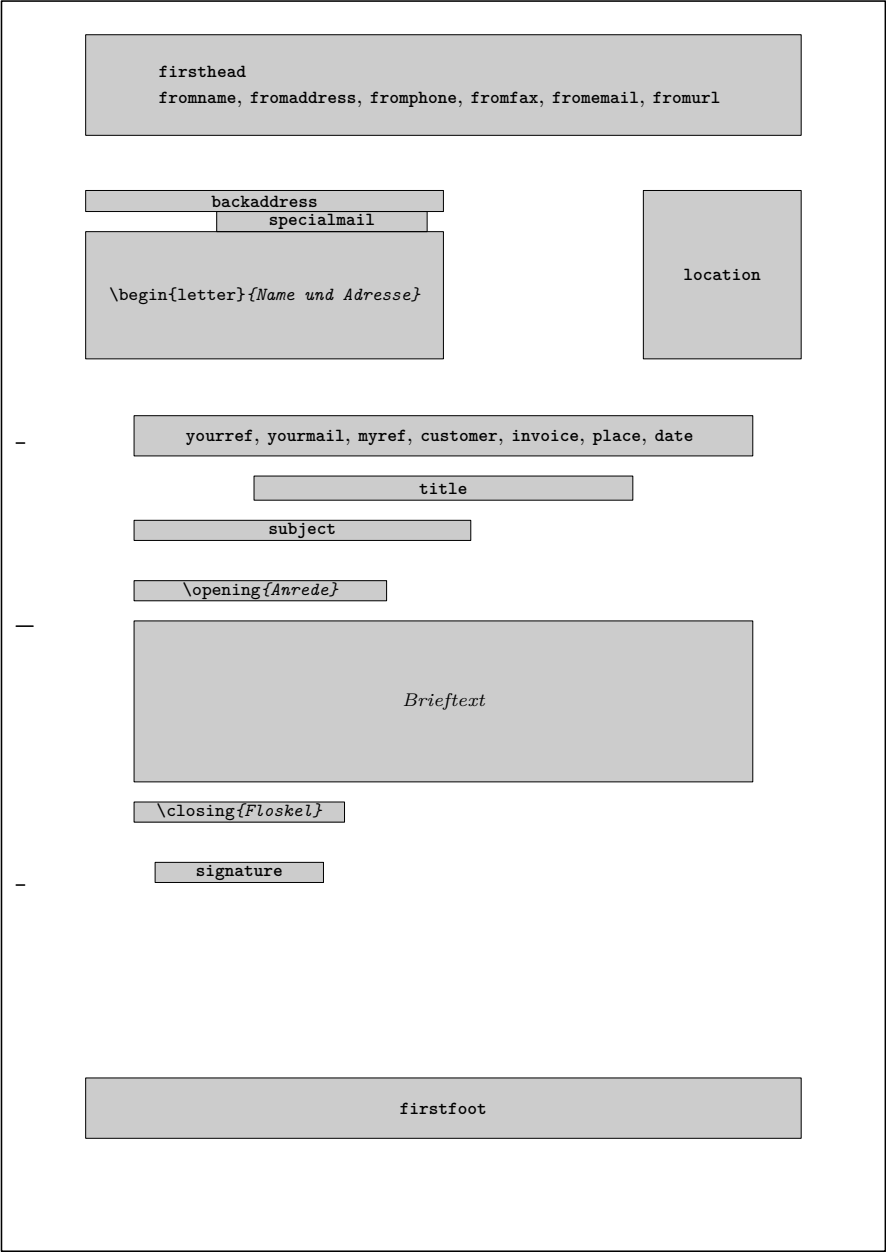 firsthead
fromname, fromaddress, fromphone, fromfax, fromemail, fromurl
backaddress
specialmail
\begin{letter}{Name und Adresse}
location
yourref, yourmail, myref, customer, invoice, place, date
title
subject
\opening{Anrede}
Brieftext
\closing{Floskel}
signature
firstfoot